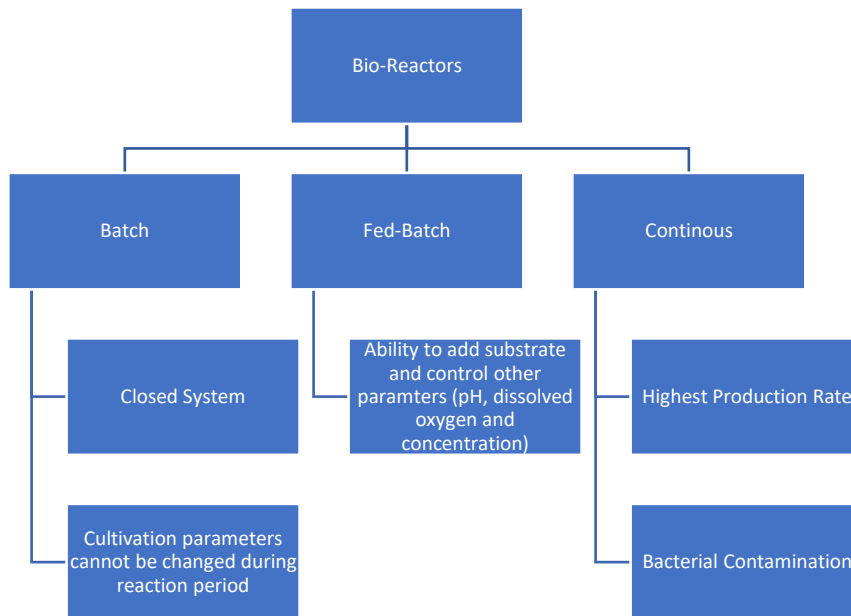 Bio-Reactors
Batch
Fed-Batch
Continous
Closed System
Ability to add substrate
and control other
paramters (pH, dissolved
oxygen and
concentration)
Highest Production Rate
Cultivation parameters
cannot be changed during
reaction period
Bacterial Contamination